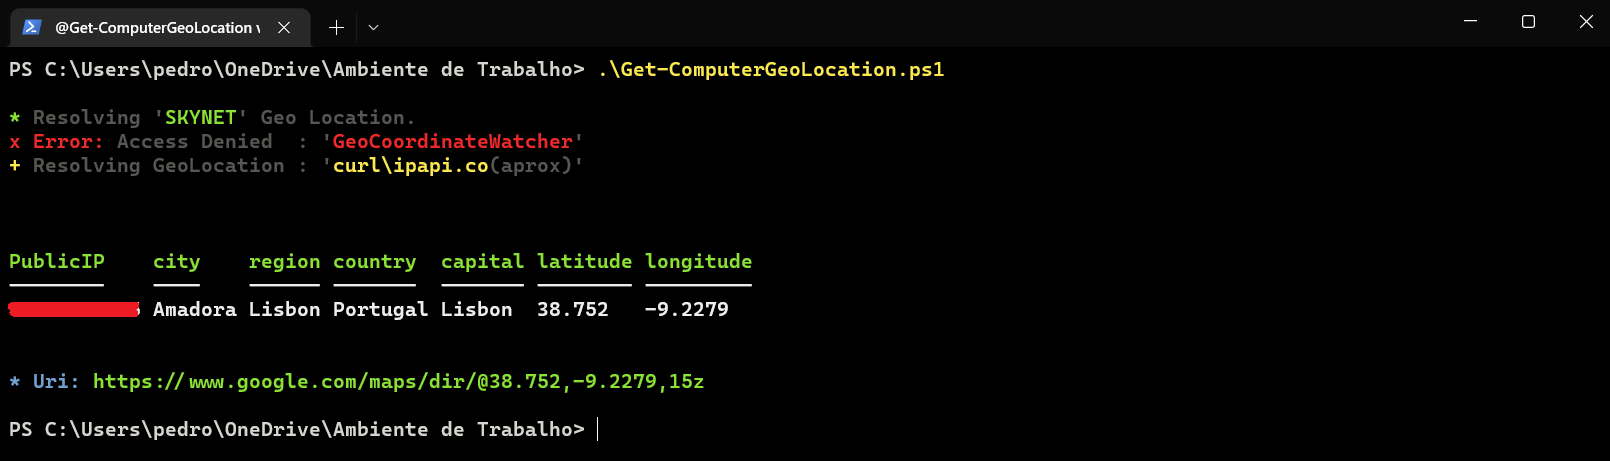 @Get-ComputerGeoLocation v
PS C:\Users\pedro\OneDrive\Ambiente de Trabalho> .\Get-ComputerGeoLocation.ps1
* Resolving 'SKYNET' Geo Location.
x Error: Access Denied  : 'GeoCoordinateWatcher'
+ Resolving GeoLocation : 'curl\ipapi.co(aprox)'
PublicIP    city    region country  capital latitude longitude
--------    ----    ------ -------  ------- -------- ---------
Amadora Lisbon Portugal Lisbon  38.752   -9.2279
* Uri: https://www.google.com/maps/dir/@38.752,-9.2279,15z
PS C:\Users\pedro\OneDrive\Ambiente de Trabalho>